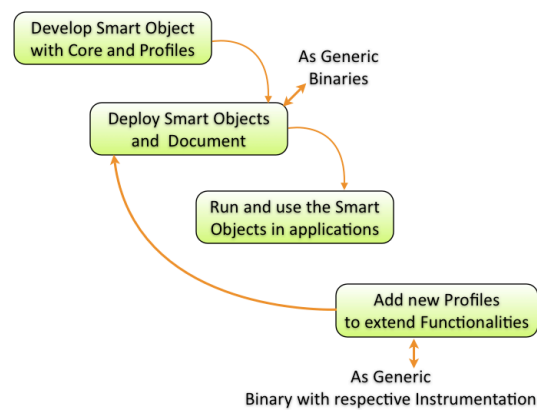 Develop Smart Object
with Core and Profiles
As Generic
Binaries
Deploy Smart Objects
and Document
Run and use the Smart
Objects in applications
Add new Profiles
to extend Functionalities
As Generic
Binary with respective Instrumentation